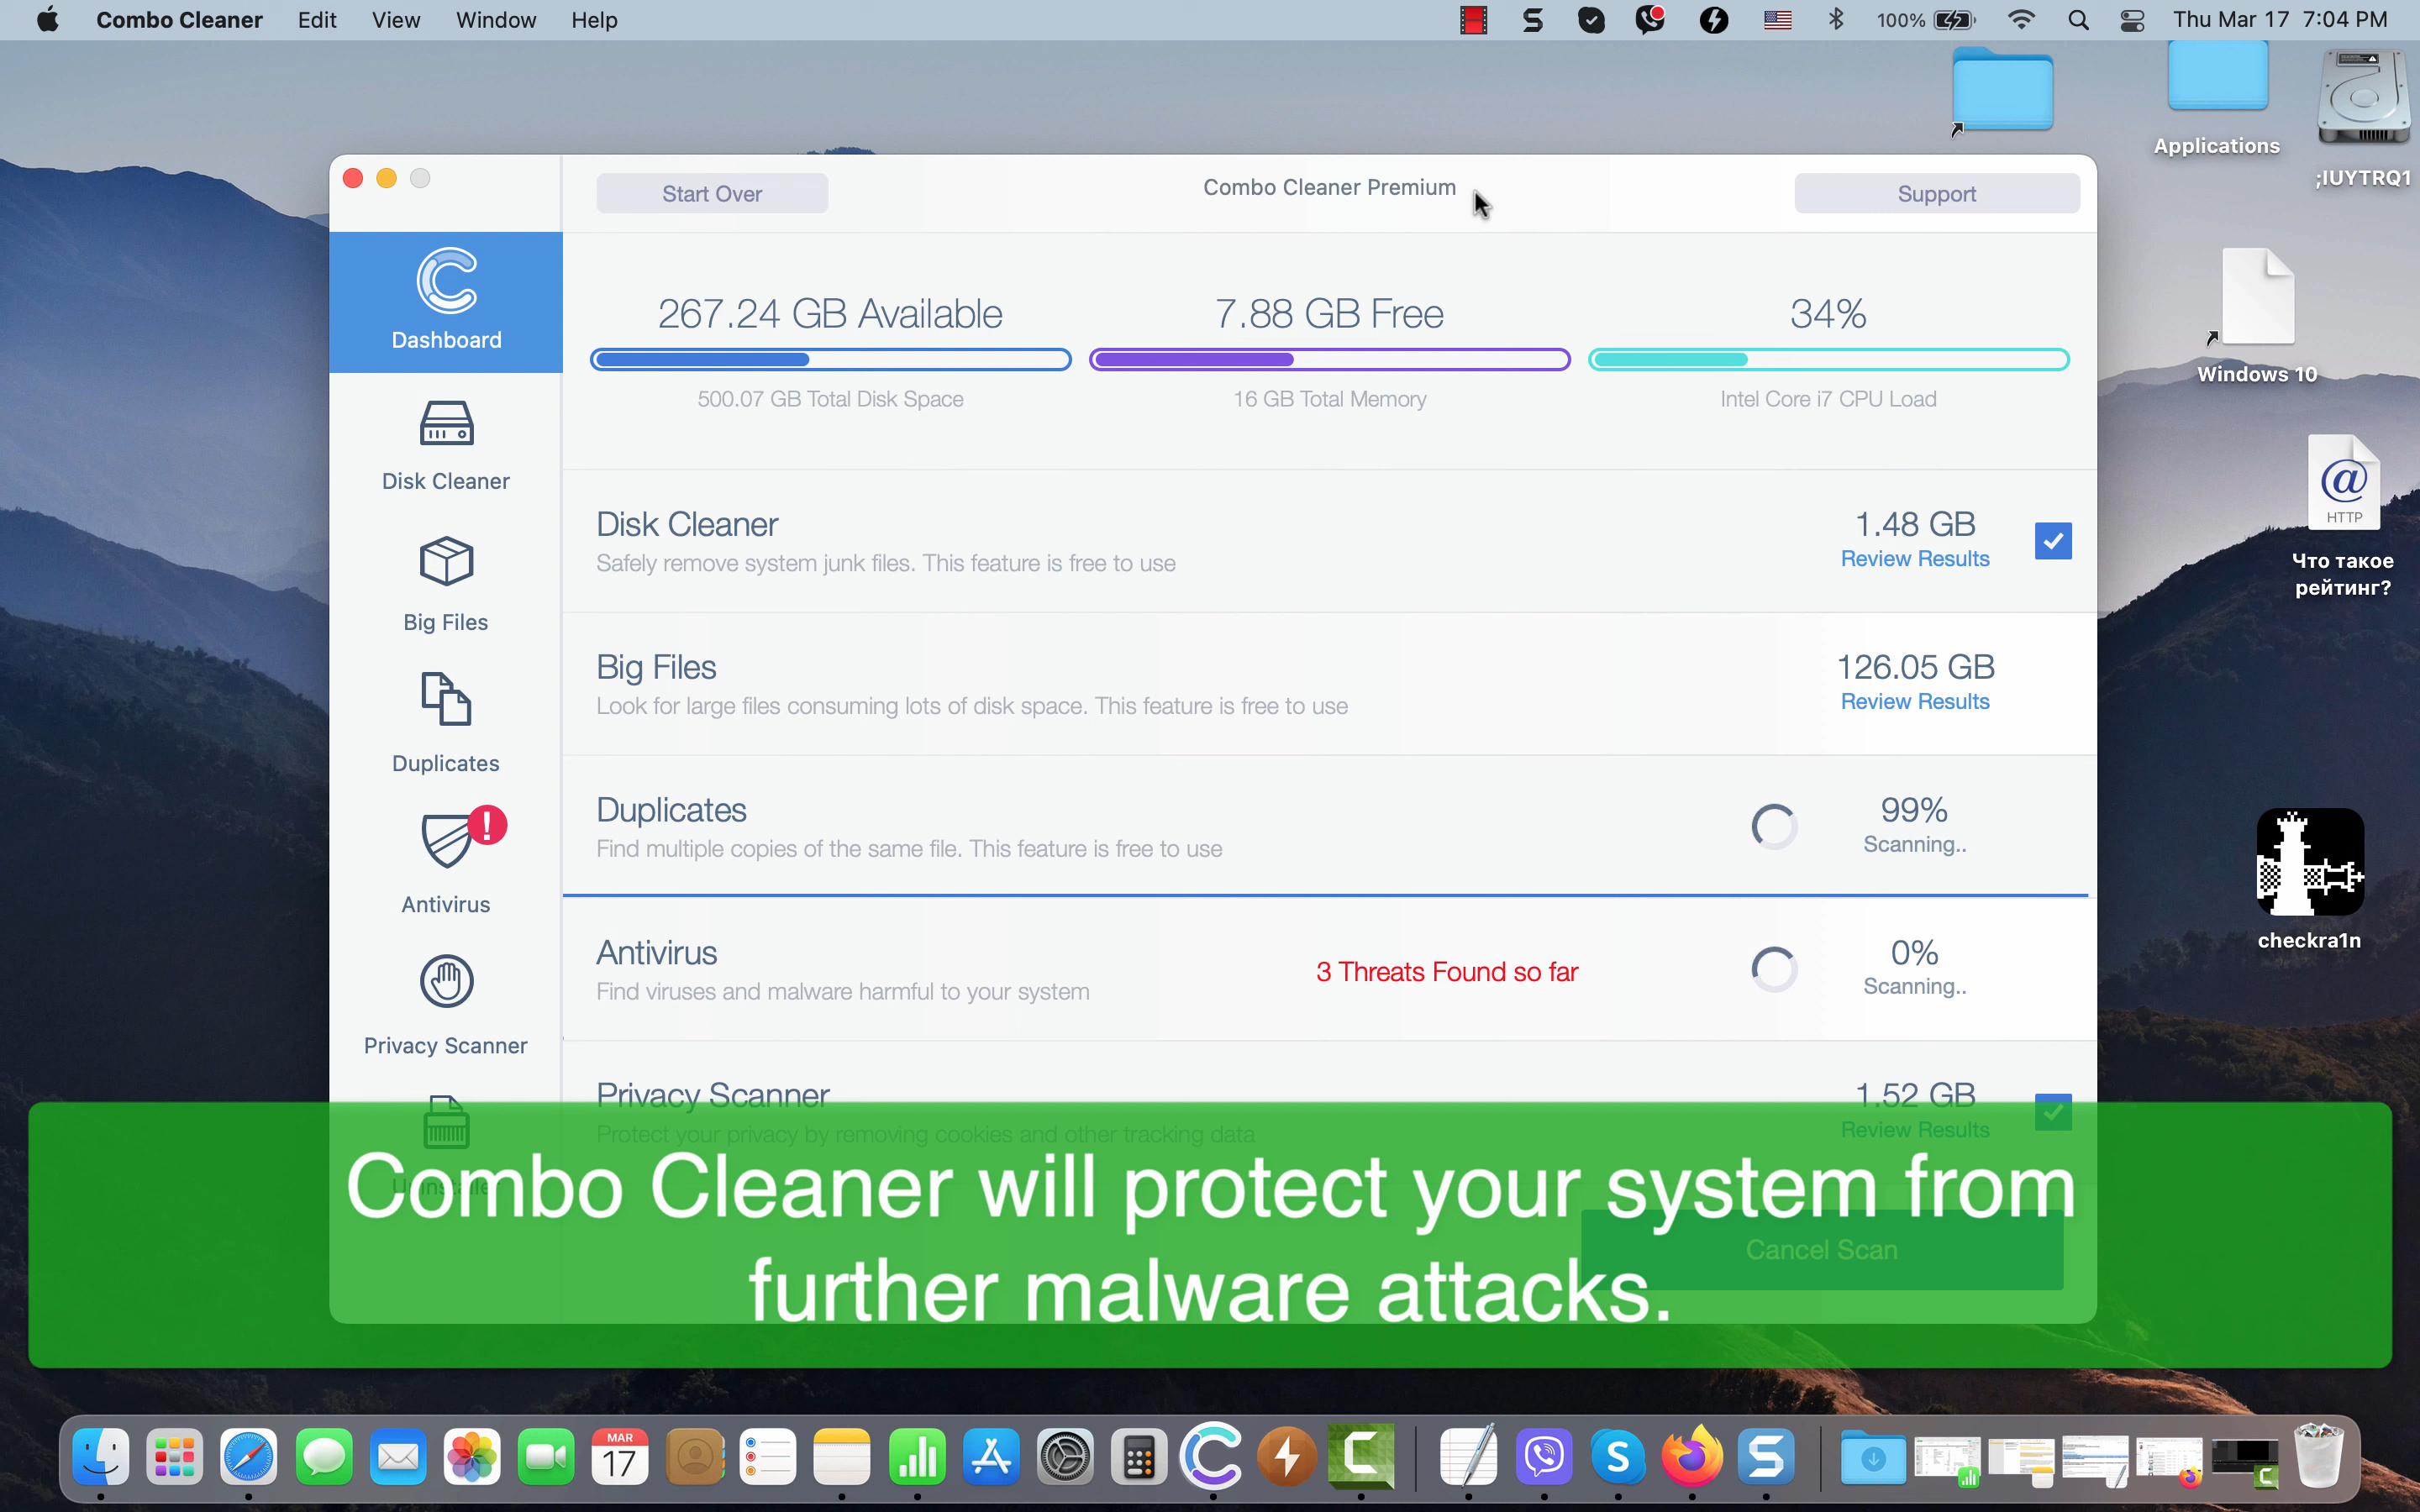 Combo Cleaner Edit View Window Help 100% Thu Mar 17 7:04 PM
Applications
;IUYTRQ1
Start Over
Combo Cleaner Premium
Support
Dashboard
Disk Cleaner
Big Files
Duplicates
Antivirus
Privacy Scanner
Uninstaller
267.24 GB Available
500.07 GB Total Disk Space
7.88 GB Free
16 GB Total Memory
34%
Intel Core i7 CPU Load
Disk Cleaner
Safely remove system junk files. This feature is free to use
1.48 GB
Review Results
Big Files
Look for large files consuming lots of disk space. This feature is free to use
126.05 GB
Review Results
Duplicates
Find multiple copies of the same file. This feature is free to use
99%
Scanning..
Antivirus
Find viruses and malware harmful to your system
3 Threats Found so far
0%
Scanning..
Privacy Scanner
Protect your privacy by removing cookies and other tracking data
1.52 GB
Review Results
Cancel Scan
Windows 10
HTTP
Что такое
рейтинг?
checkra1n
Combo Cleaner will protect your system from
further malware attacks.
MAR
17